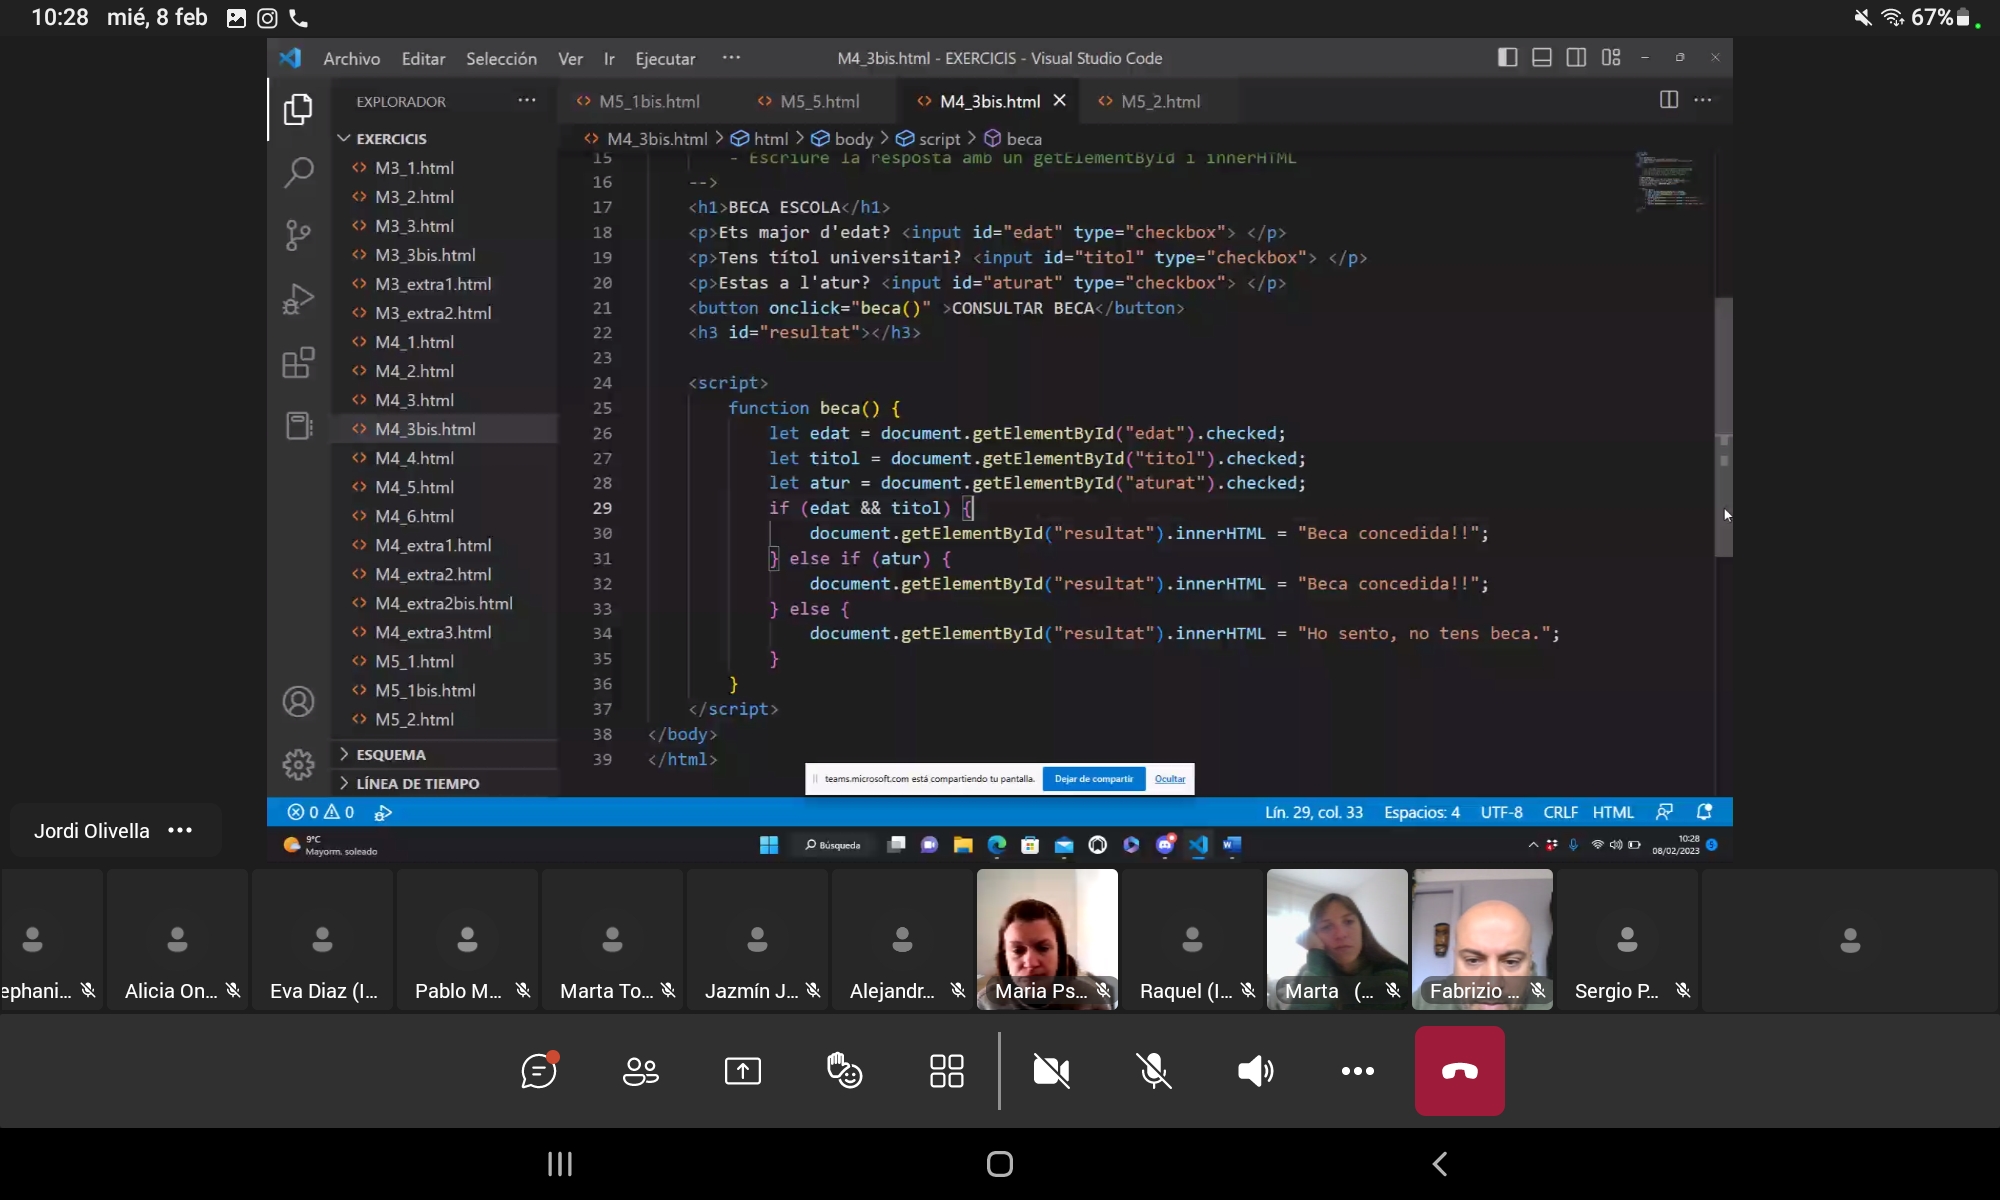 10:28 mié, 8 feb 67%
Archivo Editar Selección Ver Ir Ejecutar ··· M4_3bis.html - EXERCICIS - Visual Studio Code
EXPLORADOR ···
M5_1bis.html M5_5.html M4_3bis.html M5_2.html
EXERCICIS
M4_3bis.html > html > body > script > beca
M3_1.html
M3_2.html
M3_3.html
M3_3bis.html
M3_extra1.html
M3_extra2.html
M4_1.html
M4_2.html
M4_3.html
M4_3bis.html
M4_4.html
M4_5.html
M4_6.html
M4_extra1.html
M4_extra2.html
M4_extra2bis.html
M4_extra3.html
M5_1.html
M5_1bis.html
M5_2.html
ESQUEMA
LÍNEA DE TIEMPO
15 - Escriure la resposta amb un getElementById i innerHTML
16 -->
17 <h1>BECA ESCOLA</h1>
18 <p>Ets major d'edat? <input id="edat" type="checkbox"> </p>
19 <p>Tens títol universitari? <input id="titol" type="checkbox"> </p>
20 <p>Estas a l'atur? <input id="aturat" type="checkbox"> </p>
21 <button onclick="beca()" >CONSULTAR BECA</button>
22 <h3 id="resultat"></h3>
23
24 <script>
25 function beca() {
26 let edat = document.getElementById("edat").checked;
27 let titol = document.getElementById("titol").checked;
28 let atur = document.getElementById("aturat").checked;
29 if (edat && titol) {
30 document.getElementById("resultat").innerHTML = "Beca concedida!!";
31 } else if (atur) {
32 document.getElementById("resultat").innerHTML = "Beca concedida!!";
33 } else {
34 document.getElementById("resultat").innerHTML = "Ho sento, no tens beca.";
35 }
36 }
37 </script>
38 </body>
39 </html>
teams.microsoft.com está compartiendo tu pantalla. Dejar de compartir Ocultar
0 0 Lín. 29, col. 33 Espacios: 4 UTF-8 CRLF HTML
Jordi Olivella ···
9°C
Mayorm. soleado
Búsqueda
10:28
08/02/2023
ephani... Alicia On... Eva Diaz (I... Pablo M... Marta To... Jazmín J... Alejandr... Maria Ps... Raquel (I... Marta (... Fabrizio ... Sergio P...